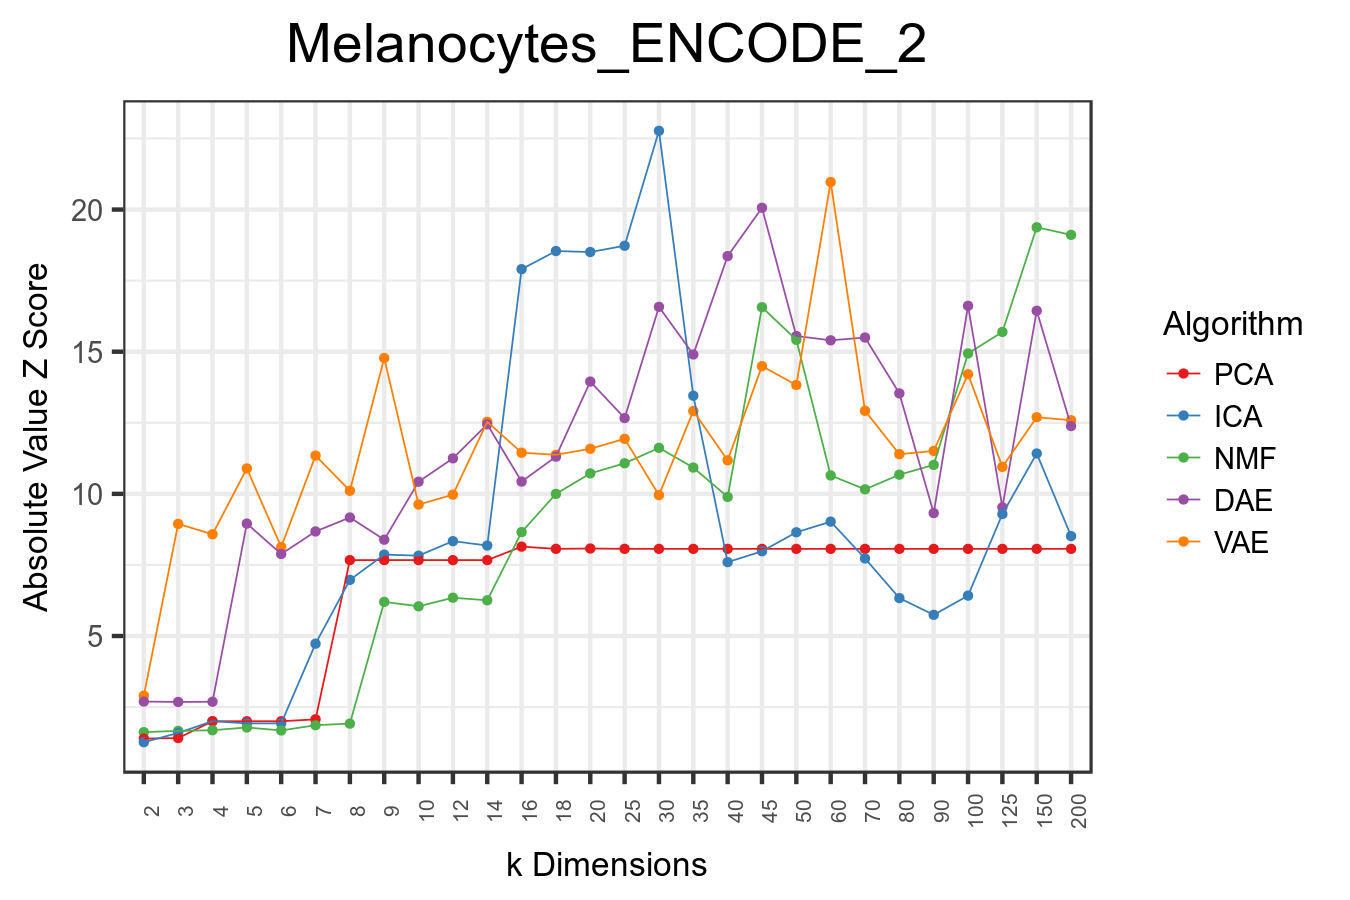 Melanocytes_ENCODE_2
Absolute Value Z Score
20
15
10
5
2 3 4 5 6 7 8 9 10 12 14 16 18 20 25 30 35 40 45 50 60 70 80 90 100 125 150 200
k Dimensions
Algorithm
PCA
ICA
NMF
DAE
VAE